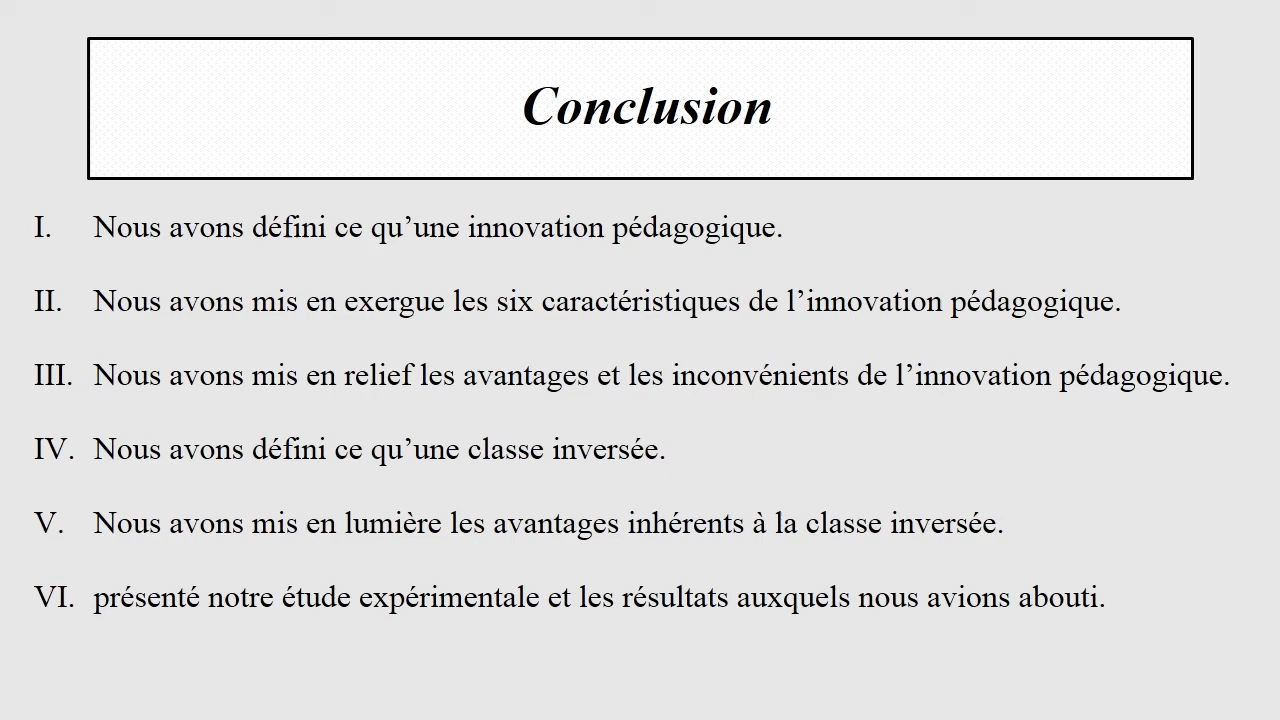 Conclusion
I. Nous avons défini ce qu’une innovation pédagogique.
II. Nous avons mis en exergue les six caractéristiques de l’innovation pédagogique.
III. Nous avons mis en relief les avantages et les inconvénients de l’innovation pédagogique.
IV. Nous avons défini ce qu’une classe inversée.
V. Nous avons mis en lumière les avantages inhérents à la classe inversée.
VI. présenté notre étude expérimentale et les résultats auxquels nous avions abouti.